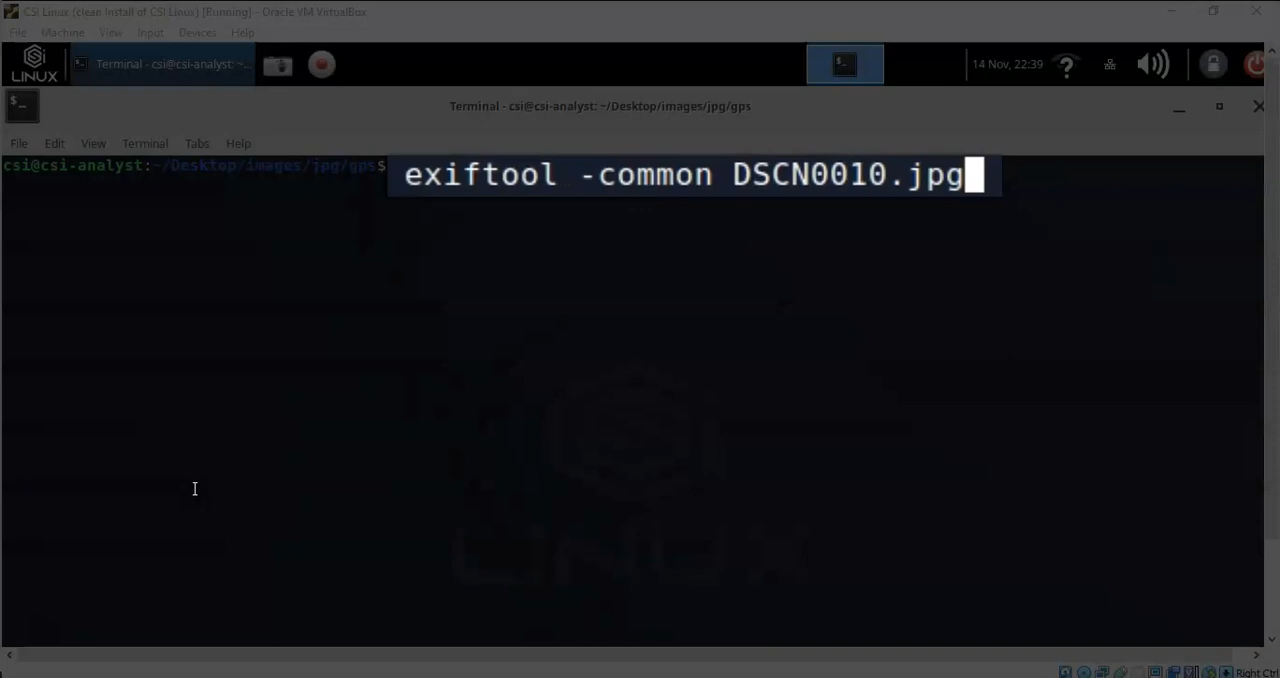 CSI Linux (clean Install of CSI Linux) [Running] - Oracle VM VirtualBox
File Machine View Input Devices Help
SI
LINUX
Terminal - csi@csi-analyst: ~...
14 Nov, 22:39
Terminal - csi@csi-analyst: ~/Desktop/images/jpg/gps
File Edit View Terminal Tabs Help
csi@csi-analyst:~/Desktop/images/jpg/gps$ exiftool -common DSCN0010.jpg
LINUX
Right Ctrl